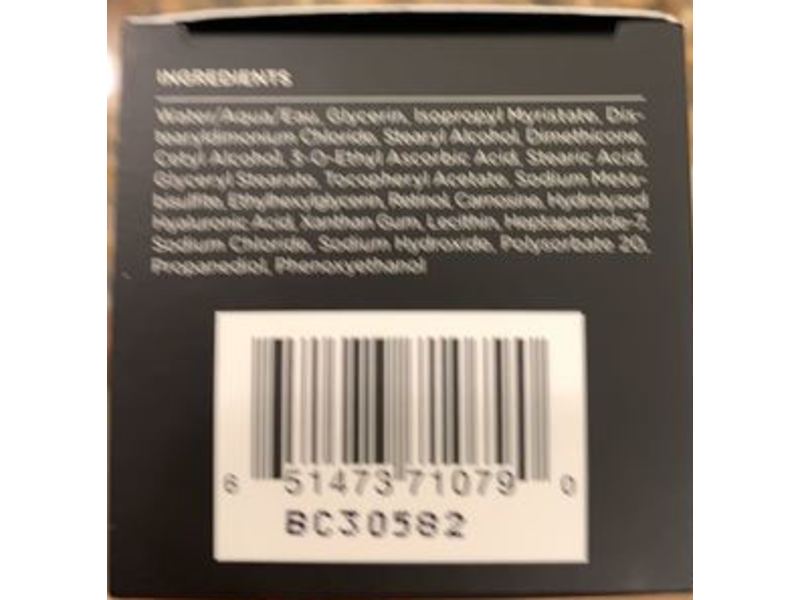 INGREDIENTS
Water/Aqua/Eau, Glycerin, Isopropyl Myristate, Dis-
tearyldimonium Chloride, Stearyl Alcohol, Dimethicone,
Cetyl Alcohol, 3-O-Ethyl Ascorbic Acid, Stearic Acid,
Glyceryl Stearate, Tocopheryl Acetate, Sodium Meta-
bisulfite, Ethylhexylglycerin, Retinol, Carnosine, Hydrolyzed
Hyaluronic Acid, Xanthan Gum, Lecithin, Heptapeptide-7,
Sodium Chloride, Sodium Hydroxide, Polysorbate 20,
Propanediol, Phenoxyethanol
6 51473 71079 0
BC30582